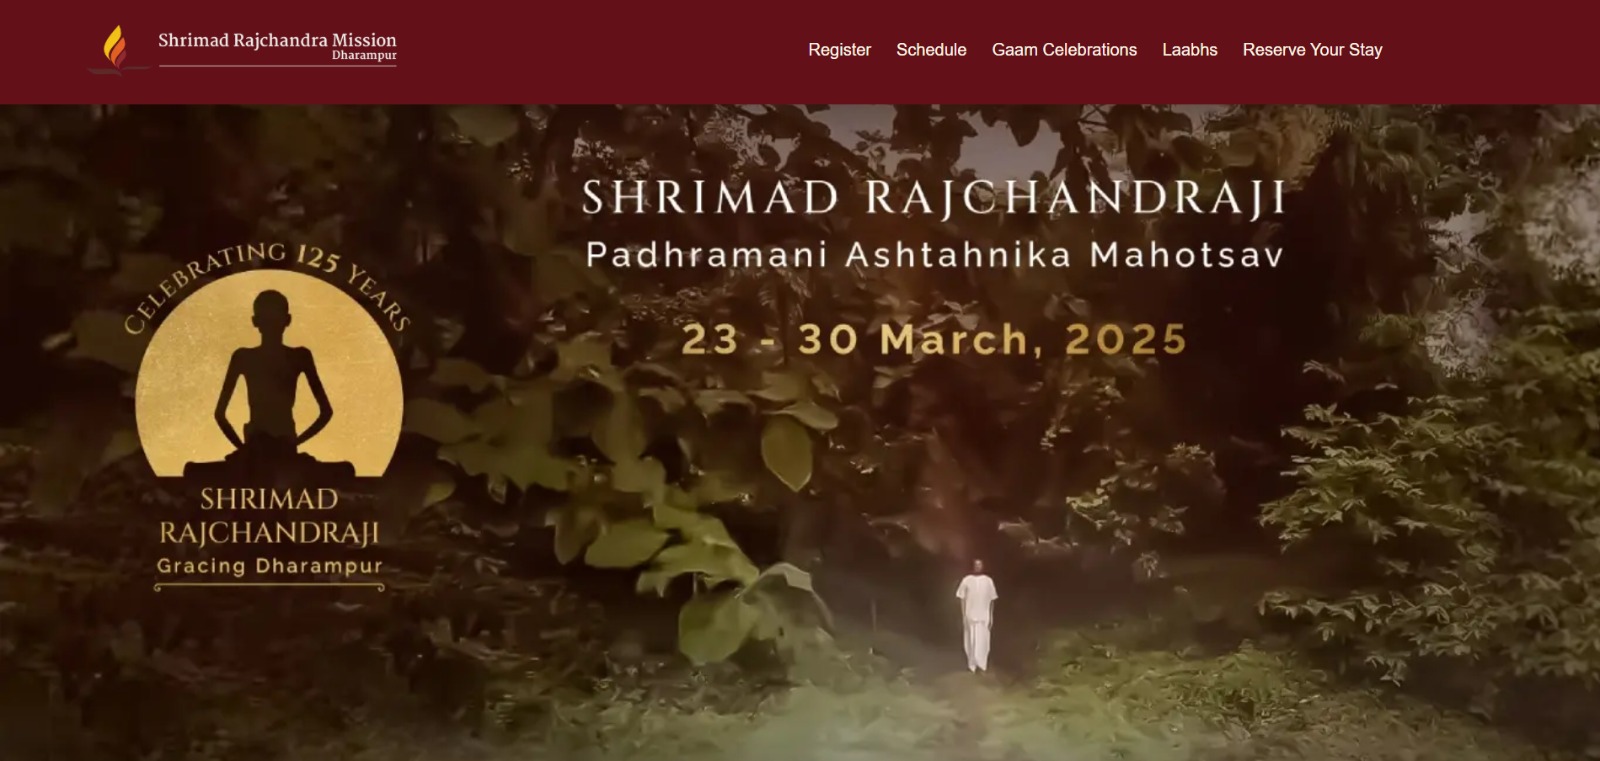 Shrimad Rajchandra Mission
Dharampur
Register Schedule Gaam Celebrations Laabhs Reserve Your Stay
SHRIMAD RAJCHANDRAJI
Padhramani Ashtahnika Mahotsav
23 - 30 March, 2025
CELEBRATING 125 YEARS
SHRIMAD
RAJCHANDRAJI
Gracing Dharampur